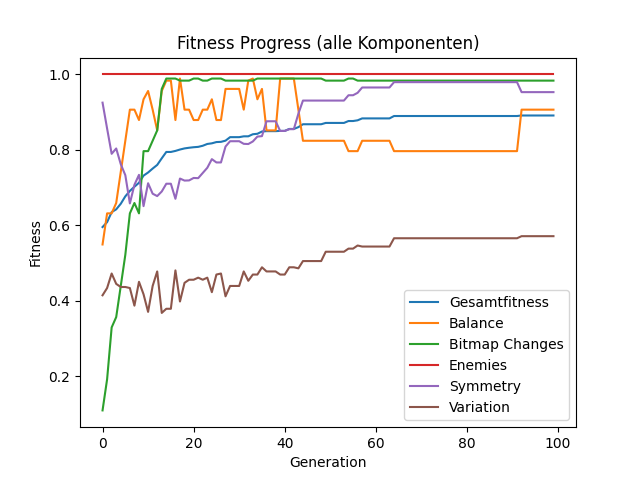 Fitness Progress (alle Komponenten)
Fitness
1.0
0.8
0.6
0.4
0.2
0 20 40 60 80 100
Generation
Gesamtfitness
Balance
Bitmap Changes
Enemies
Symmetry
Variation